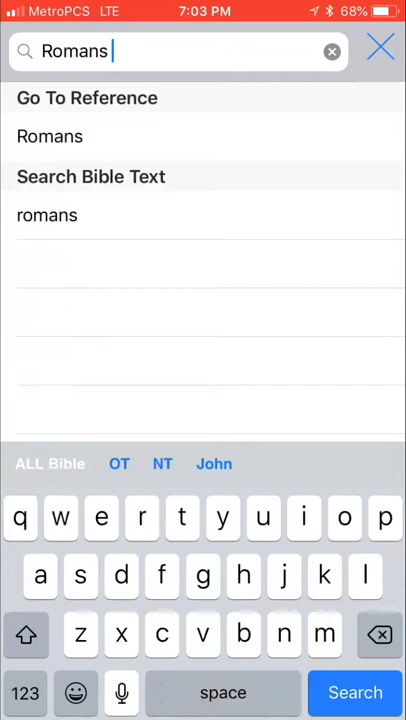 MetroPCS LTE 7:03 PM 68%
Romans
Go To Reference
Romans
Search Bible Text
romans
ALL Bible OT NT John
q w e r t y u i o p
a s d f g h j k l
z x c v b n m
123 space Search